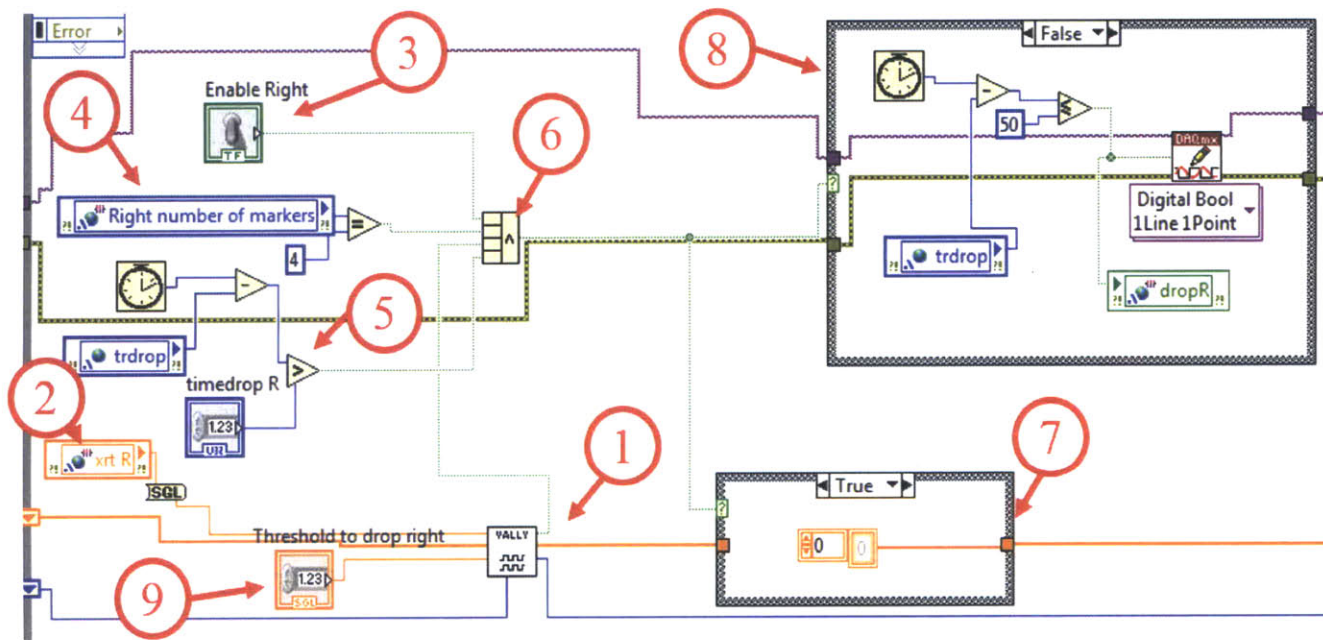 Error
3
8
False
Enable Right
TF
4
6
50
DAQmx
Right number of markers
=
Digital Bool
1Line 1Point
4
trdrop
-
5
dropR
trdrop
>
timedrop R
1.23
2
1
7
xrt R
SGL
True
Threshold to drop right
VALLY
0
0
9
1.23
SGL